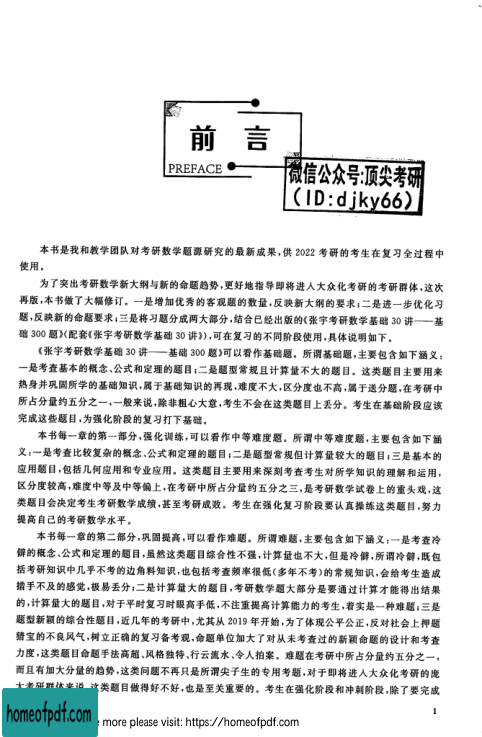 前 言
PREFACE
微信公众号:顶尖考研
(ID:djky66)
本书是我和教学团队对考研数学题源研究的最新成果,供 2022 考研的考生在复习全过程中
使用。
为了突出考研数学新大纲与新的命题趋势,更好地指导即将进入大众化考研的考研群体,这次
再版,本书做了大幅修订。一是增加优秀的客观题的数量,反映新大纲的要求;二是进一步优化习
题,反映新的命题要求;三是将习题分成两大部分,结合已经出版的《张宇考研数学基础 30 讲——基
础 300 题》(配套《张宇考研数学基础 30 讲》),可在复习的不同阶段使用,具体说明如下。
《张宇考研数学基础 30 讲——基础 300 题》可以看作基础题。所谓基础题,主要包含如下涵义:
一是考查基本的概念、公式和定理的题目;二是题型常规且计算量不大的题目。这类题目主要用来
热身并巩固所学的基础知识,属于基础知识的再现,难度不大,区分度也不高,属于送分题,在考研中
所占分量约五分之一,一般来说,除非粗心大意,考生不会在这类题目上丢分。考生在基础阶段应该
完成这些题目,为强化阶段的复习打下基础。
本书每一章的第一部分,强化训练,可以看作中等难度题。所谓中等难度题,主要包含如下涵
义:一是考查比较复杂的概念、公式和定理的题目;二是题型常规但计算量较大的题目;三是基本的
应用题目,包括几何应用和专业应用。这类题目主要用来深刻考查考生对所学知识的理解和运用,
区分度较高,难度中等及中等偏上,在考研中所占分量约五分之三,是考研数学试卷上的重头戏,这
类题目会决定考生考研数学成绩,甚至考研成败。考生在强化复习阶段要认真操练这类题目,努力
提高自己的考研数学水平。
本书每一章的第二部分,巩固提高,可以看作难题。所谓难题,主要包含如下涵义:一是考查冷
僻的概念、公式和定理的题目,虽然这类题目综合性不强,计算量也不大,但是冷僻,所谓冷僻,既包
括考研知识中几乎不考的边角料知识,也包括考查频率很低(多年不考)的常规知识,会给考生造成
措手不及的感觉,极易丢分;二是计算量大的题目,考研数学题大部分是要通过计算才能得出结果
的,计算量大的题目,对于平时复习时眼高手低,不注重提高计算能力的考生,着实是一种难题;三是
题型新颖的综合性题目,近几年的考研中,尤其从 2019 年开始,为了体现公平公正,反对社会上押题
猜宝的不良风气,树立正确的复习备考观,命题单位加大了对从未考查过的新颖命题的设计和考查
力度,这类题目命题手法高超、风格独特、行云流水、令人拍案。难题在考研中所占分量约五分之一,
而且有加大分量的趋势,这类问题不再只是所谓尖子生的专用考题,对于即将进入大众化考研的庞
大考研群体来说,这类题目做得好不好,也是至关重要的。考生在强化和冲刺阶段,除了要完成
1
homeofpdf.com
e more please visit: https://homeofpdf.com